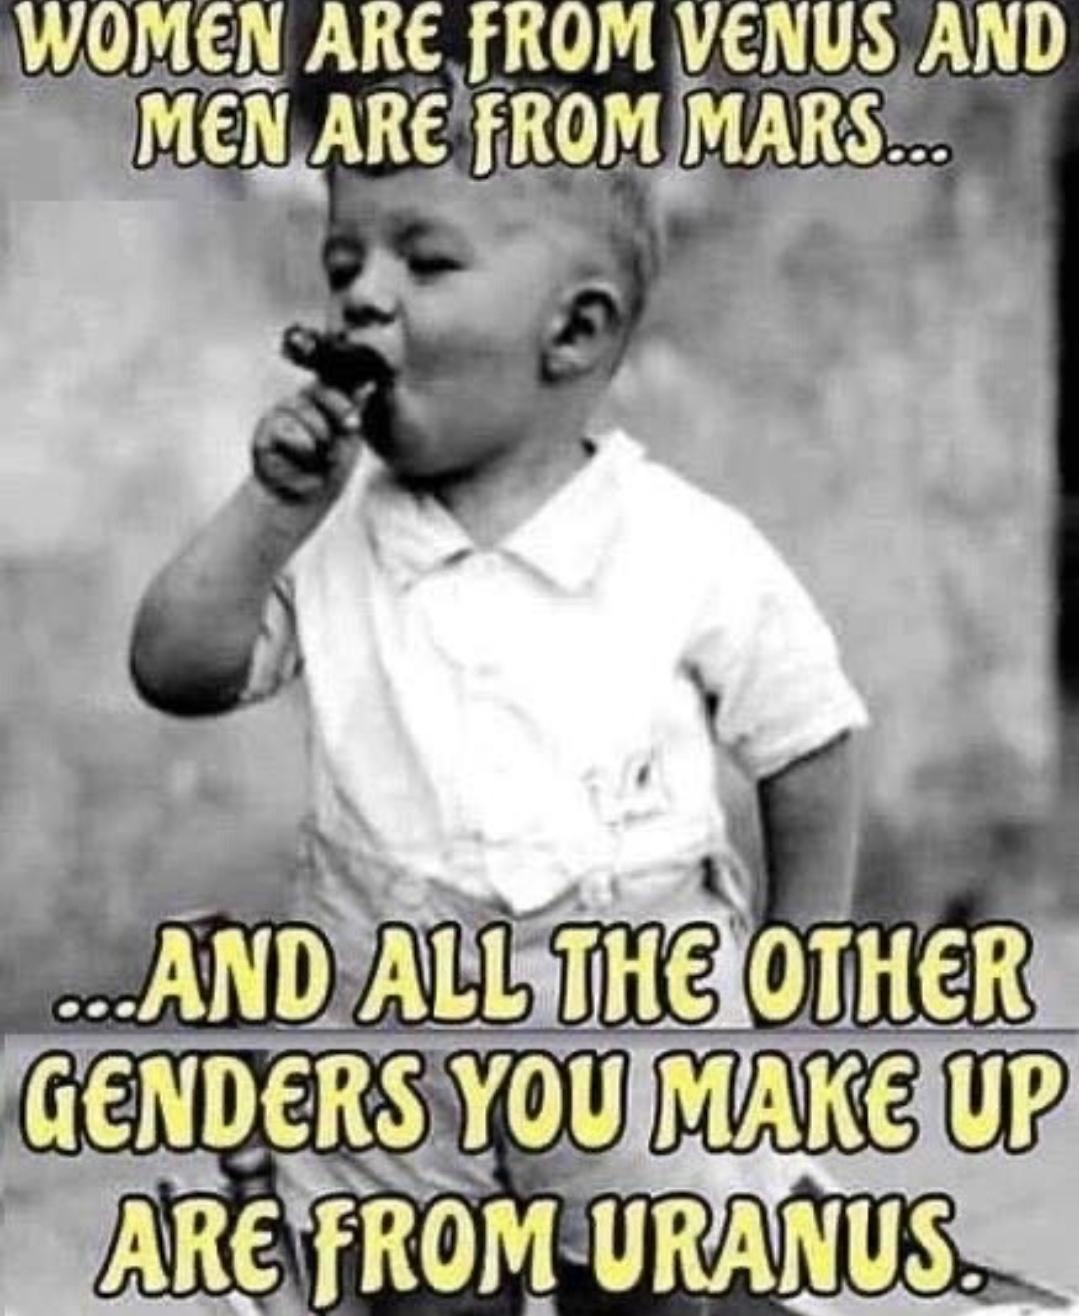 WOMEN ARE FROM VENUS AND
MEN ARE FROM MARS...
...AND ALL THE OTHER
GENDERS YOU MAKE UP
ARE FROM URANUS.